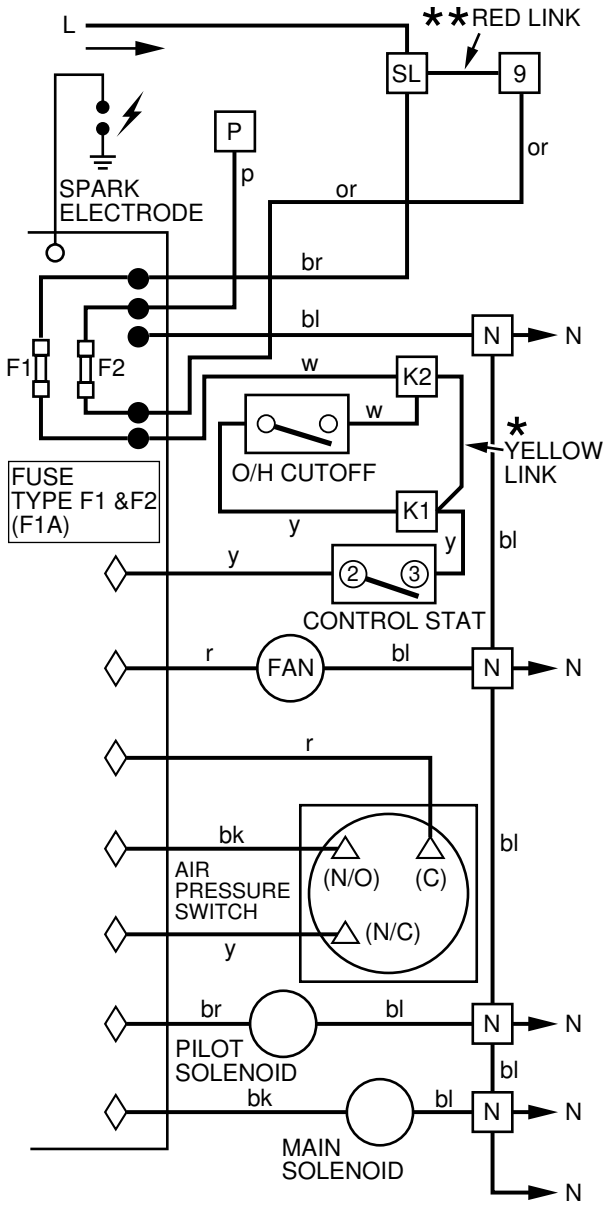 L
★★RED LINK
SL
9
P
or
p
SPARK
ELECTRODE
or
br
bl
N
N
F1
F2
w
K2
w
★
YELLOW
LINK
O/H CUTOFF
FUSE
TYPE F1 &F2
(F1A)
K1
y
y
bl
y
2
3
CONTROL STAT
r
FAN
bl
N
N
r
bk
bl
AIR
PRESSURE
SWITCH
(N/O)
(C)
(N/C)
y
br
bl
N
N
PILOT
SOLENOID
bl
bk
bl
N
N
MAIN
SOLENOID
N